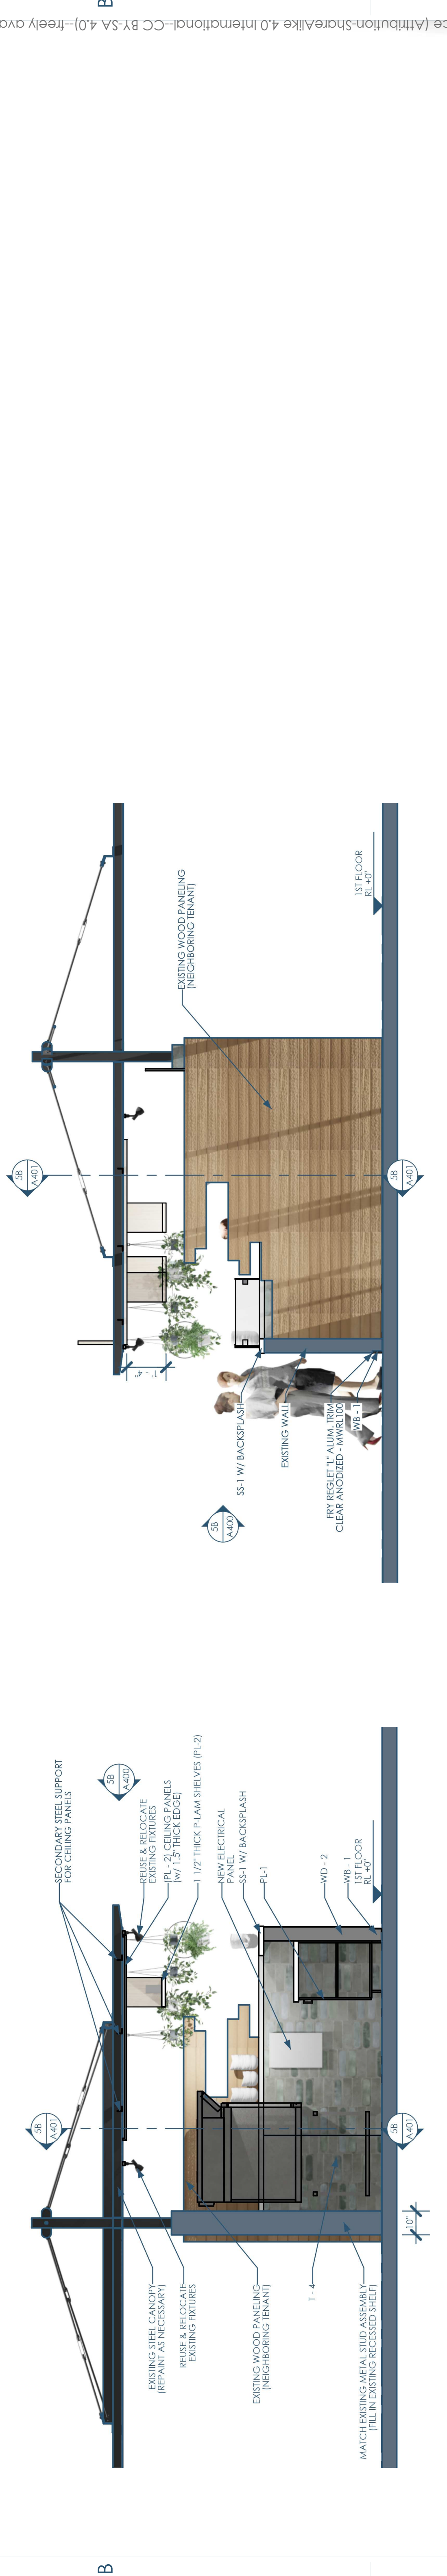 B
ce (Attribution-ShareAlike 4.0 International--CC BY-SA 4.0)--freely ava
SECONDARY STEEL SUPPORT
FOR CEILING PANELS
5B
A400
REUSE & RELOCATE
EXISTING FIXTURES
(PL - 2) CEILING PANELS
(W/ 1.5" THICK EDGE)
1 1/2" THICK P-LAM SHELVES (PL-2)
NEW ELECTRICAL
PANEL
SS-1 W/ BACKSPLASH
PL-1
WD - 2
WB - 1
1ST FLOOR
RL +0"
5B
A401
5B
A401
EXISTING STEEL CANOPY
(REPAINT AS NECESSARY)
REUSE & RELOCATE
EXISTING FIXTURES
EXISTING WOOD PANELING
(NEIGHBORING TENANT)
T - 4
MATCH EXISTING METAL STUD ASSEMBLY
(FILL IN EXISTING RECESSED SHELF)
10"
5B
A401
EXISTING WOOD PANELING
(NEIGHBORING TENANT)
1ST FLOOR
RL +0"
5B
A401
1' - 4"
SS-1 W/ BACKSPLASH
EXISTING WALL
FRY REGLET "L" ALUM. TRIM
CLEAR ANODIZED - MWRL100
WB - 1
5B
A400
B